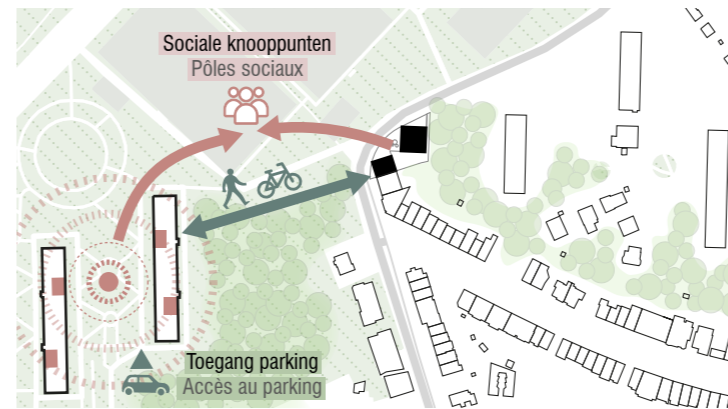 Sociale knooppunten
Pôles sociaux
Toegang parking
Accès au parking